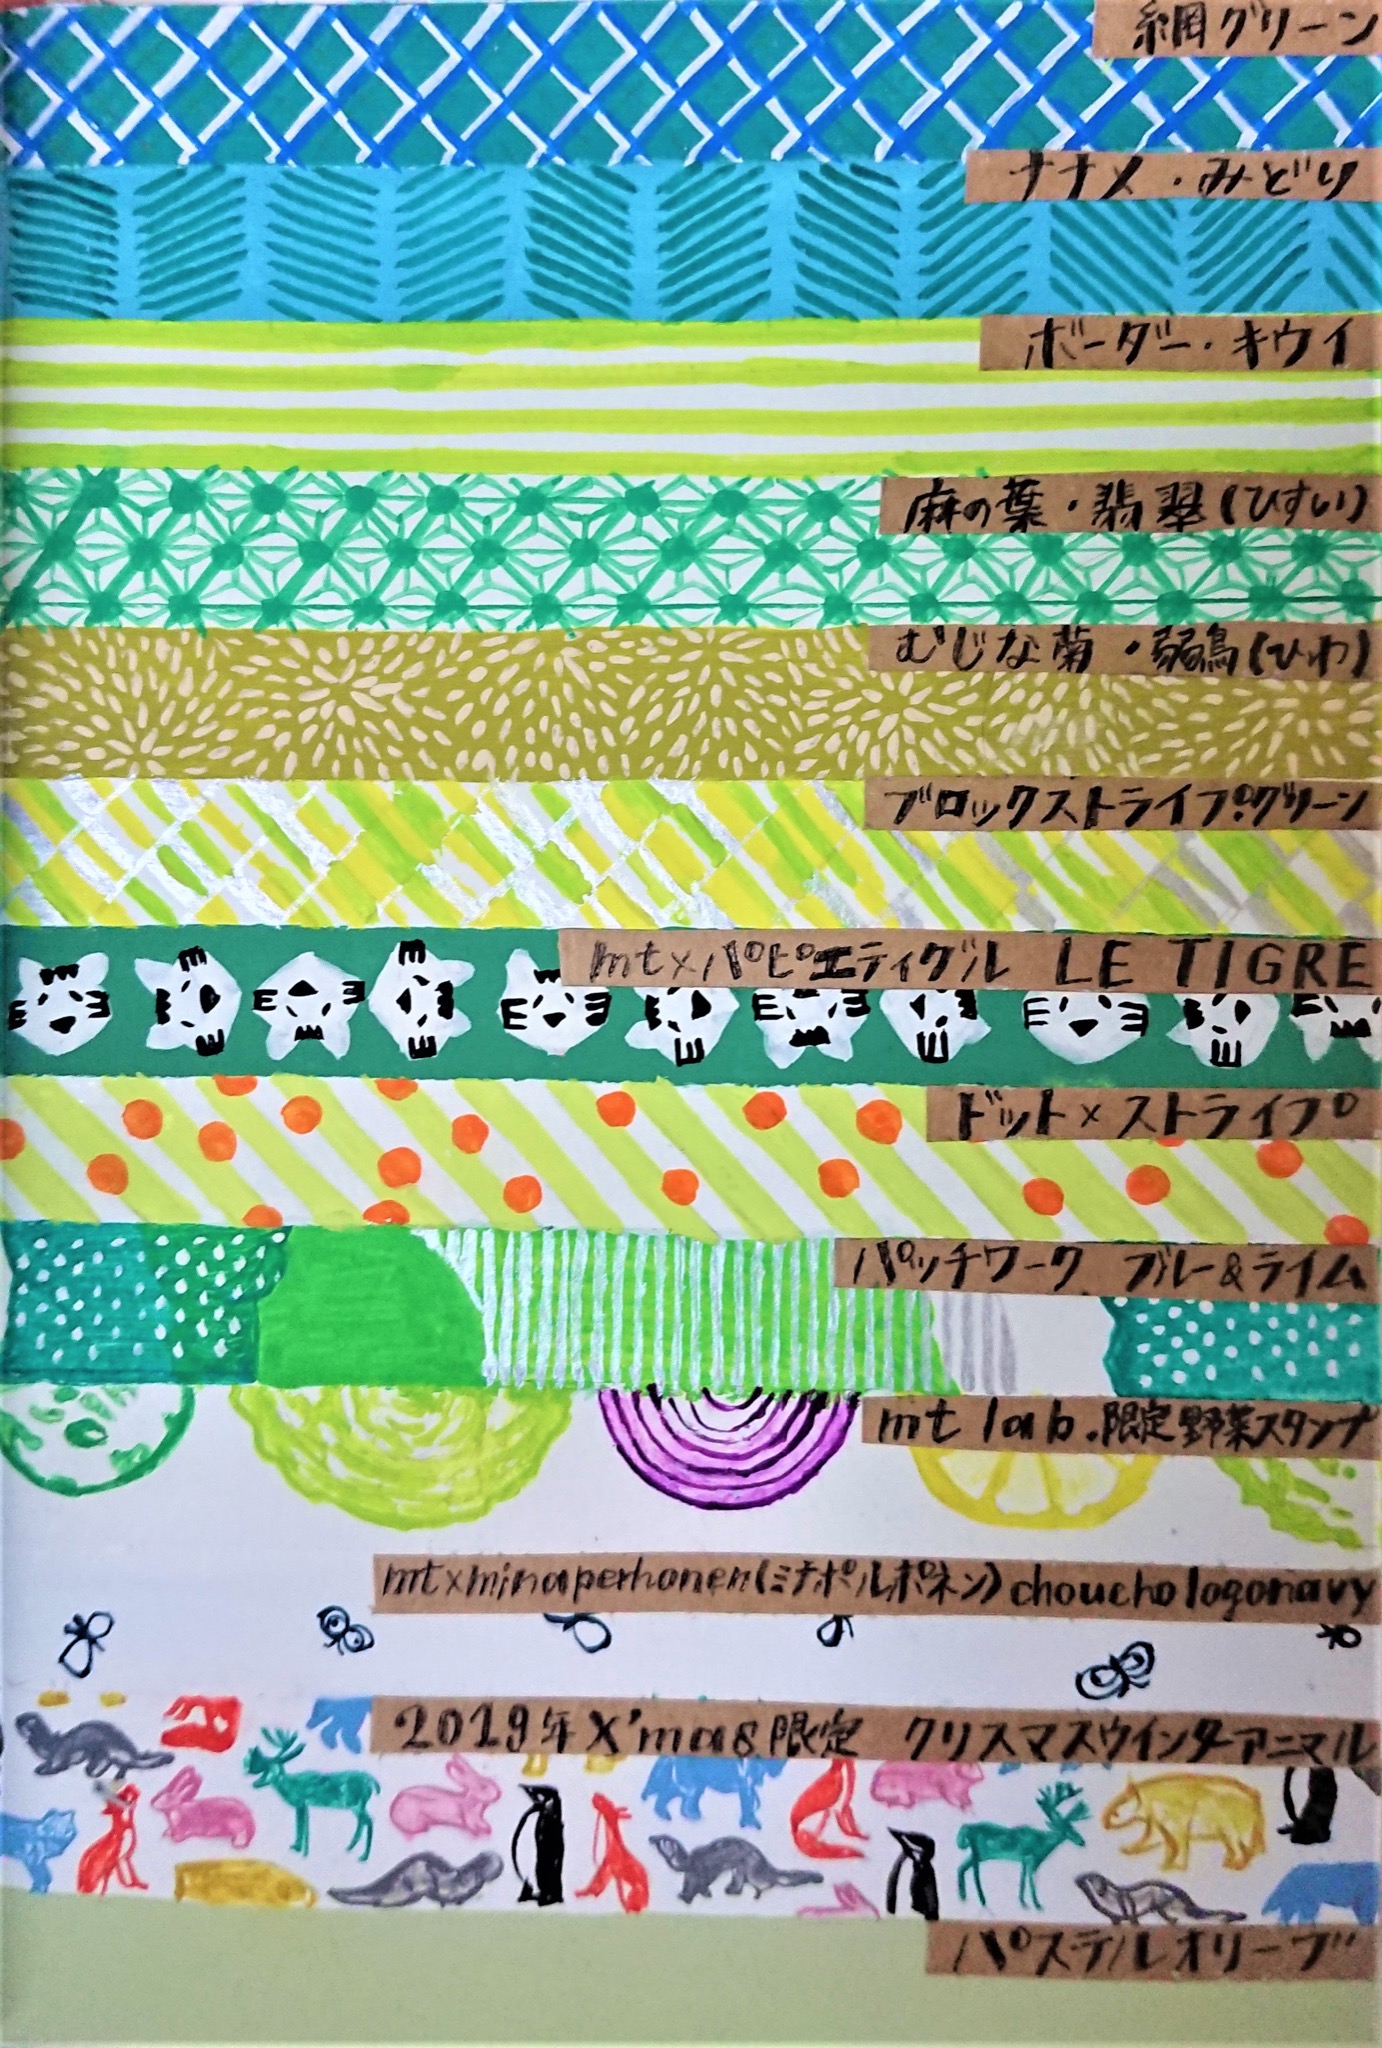 網グリーン
ナナメ・みどり
ボーダー・キウイ
麻の葉・翡翠(ひすい)
むじな菊・鶸(ひわ)
ブロックストライプ・グリーン
mt×パピエティグル LE TIGRE
ドット×ストライプ
パッチワーク ブルー&ライム
mt lab.限定野菜スタンプ
mt×minaperhonen(ミナペルホネン)choucho logonavy
2019年X'mas限定 クリスマスウインターアニマル
パステルオリーブ